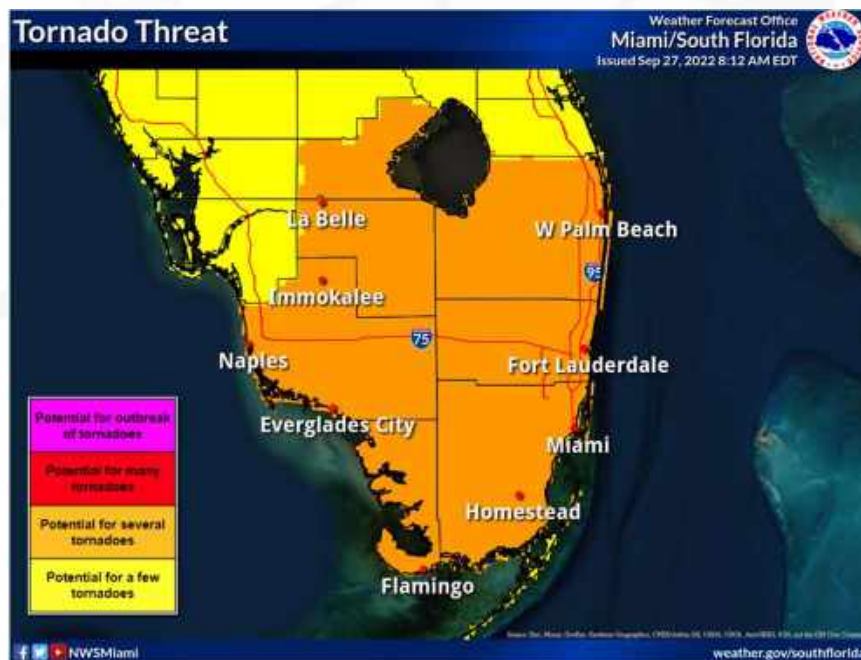 Tornado Threat
Weather Forecast Office
Miami/South Florida
Issued Sep 27, 2022 8:12 AM EDT
La Belle
W Palm Beach
95
Immokalee
75
Naples
Fort Lauderdale
Everglades City
Miami
Homestead
Flamingo
Potential for outbreak
of tornadoes
Potential for many
tornadoes
Potential for several
tornadoes
Potential for a few
tornadoes
NWSMiami
weather.gov/southflorida